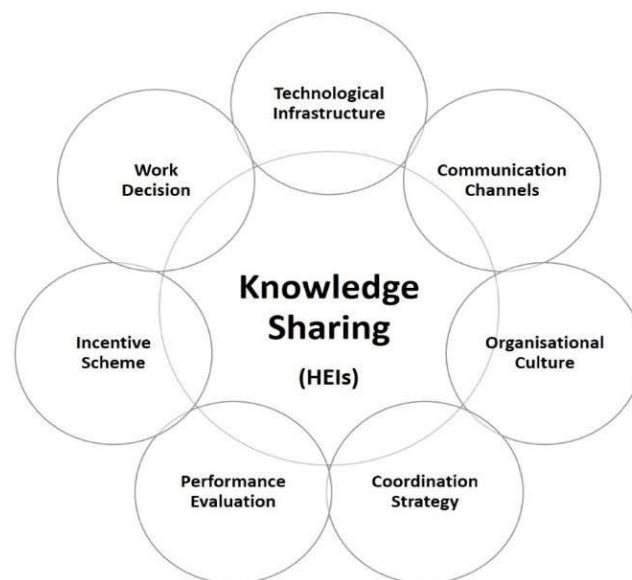 Technological
Infrastructure
Work
Decision
Communication
Channels
Knowledge
Sharing
(HEIs)
Incentive
Scheme
Organisational
Culture
Performance
Evaluation
Coordination
Strategy